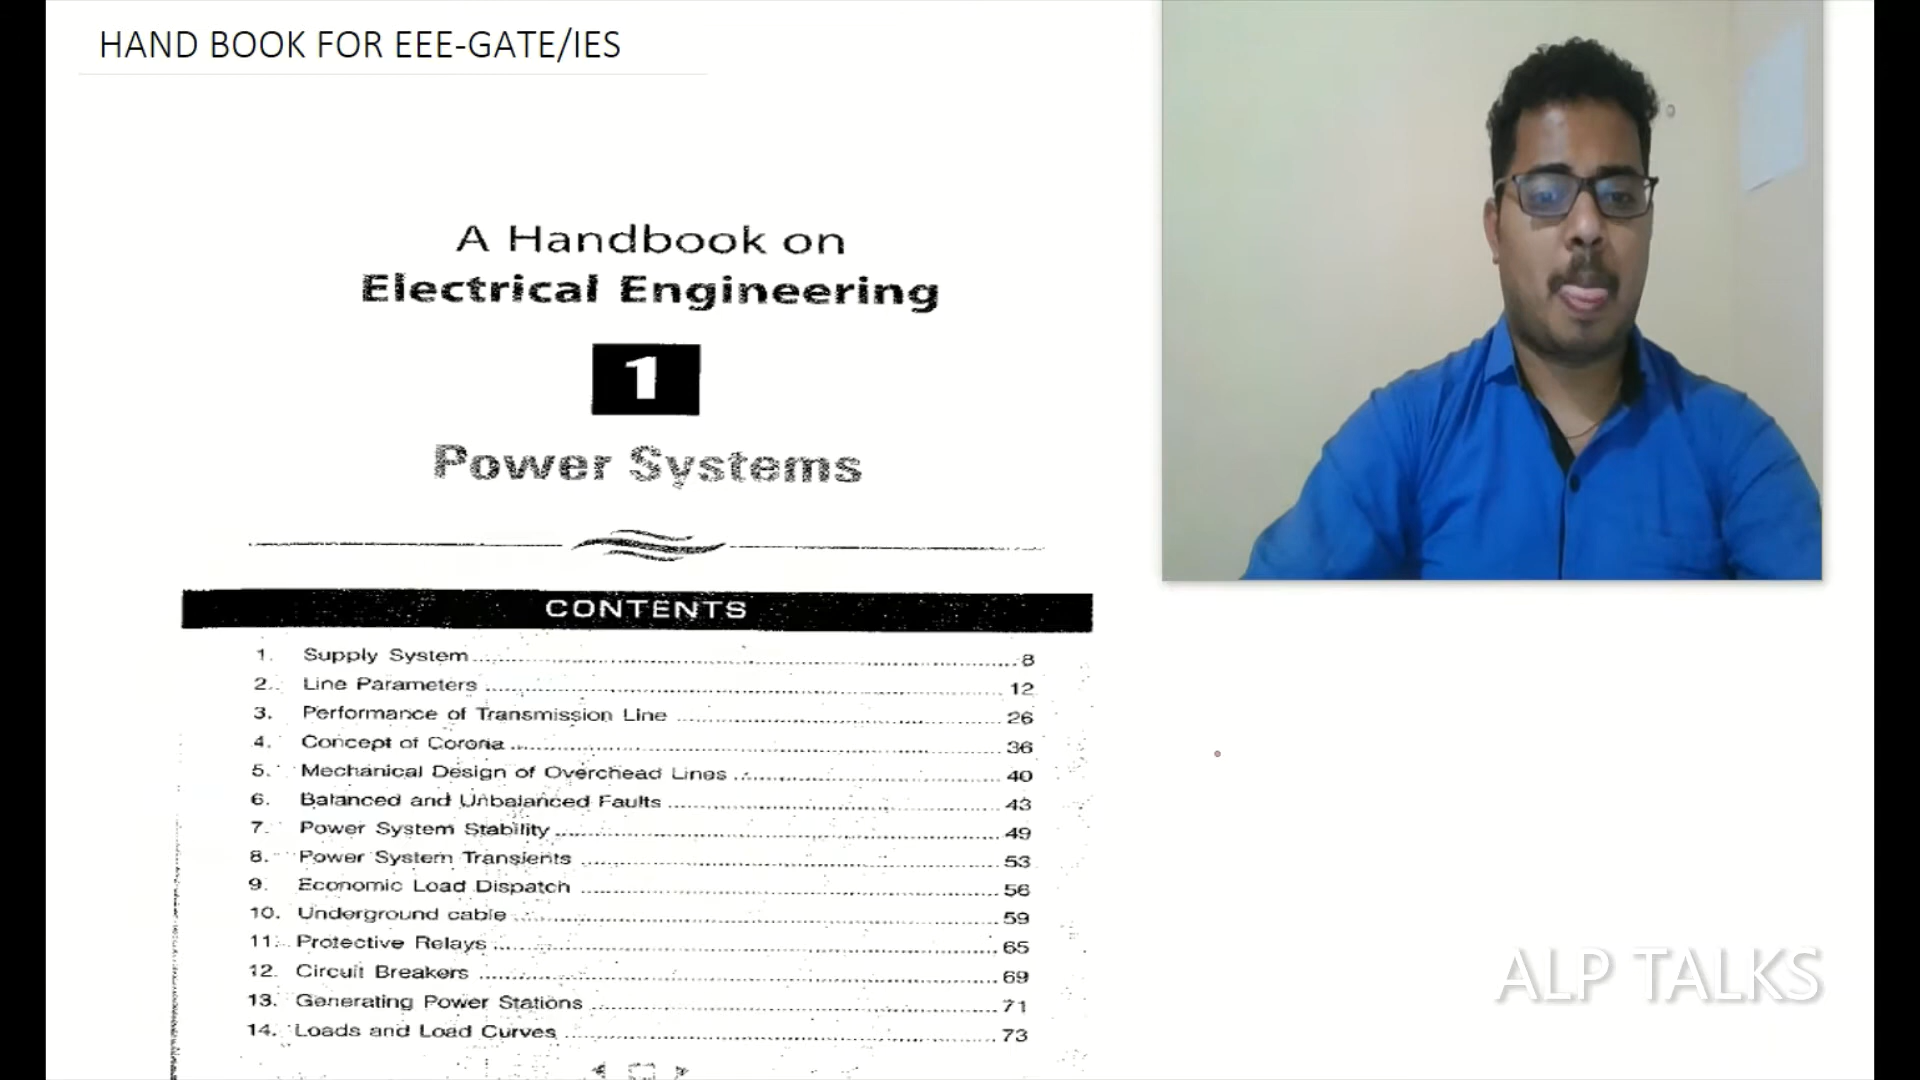 HAND BOOK FOR EEE-GATE/IES
A Handbook on
Electrical Engineering
1
Power Systems
CONTENTS
1. Supply System 8
2. Line Parameters 12
3. Performance of Transmission Line 26
4. Concept of Corona 36
5. Mechanical Design of Overhead Lines 40
6. Balanced and Unbalanced Faults 43
7. Power System Stability 49
8. Power System Transients 53
9. Economic Load Dispatch 56
10. Underground cable 59
11. Protective Relays 65
12. Circuit Breakers 69
13. Generating Power Stations 71
14. Loads and Load Curves 73
ALP TALKS